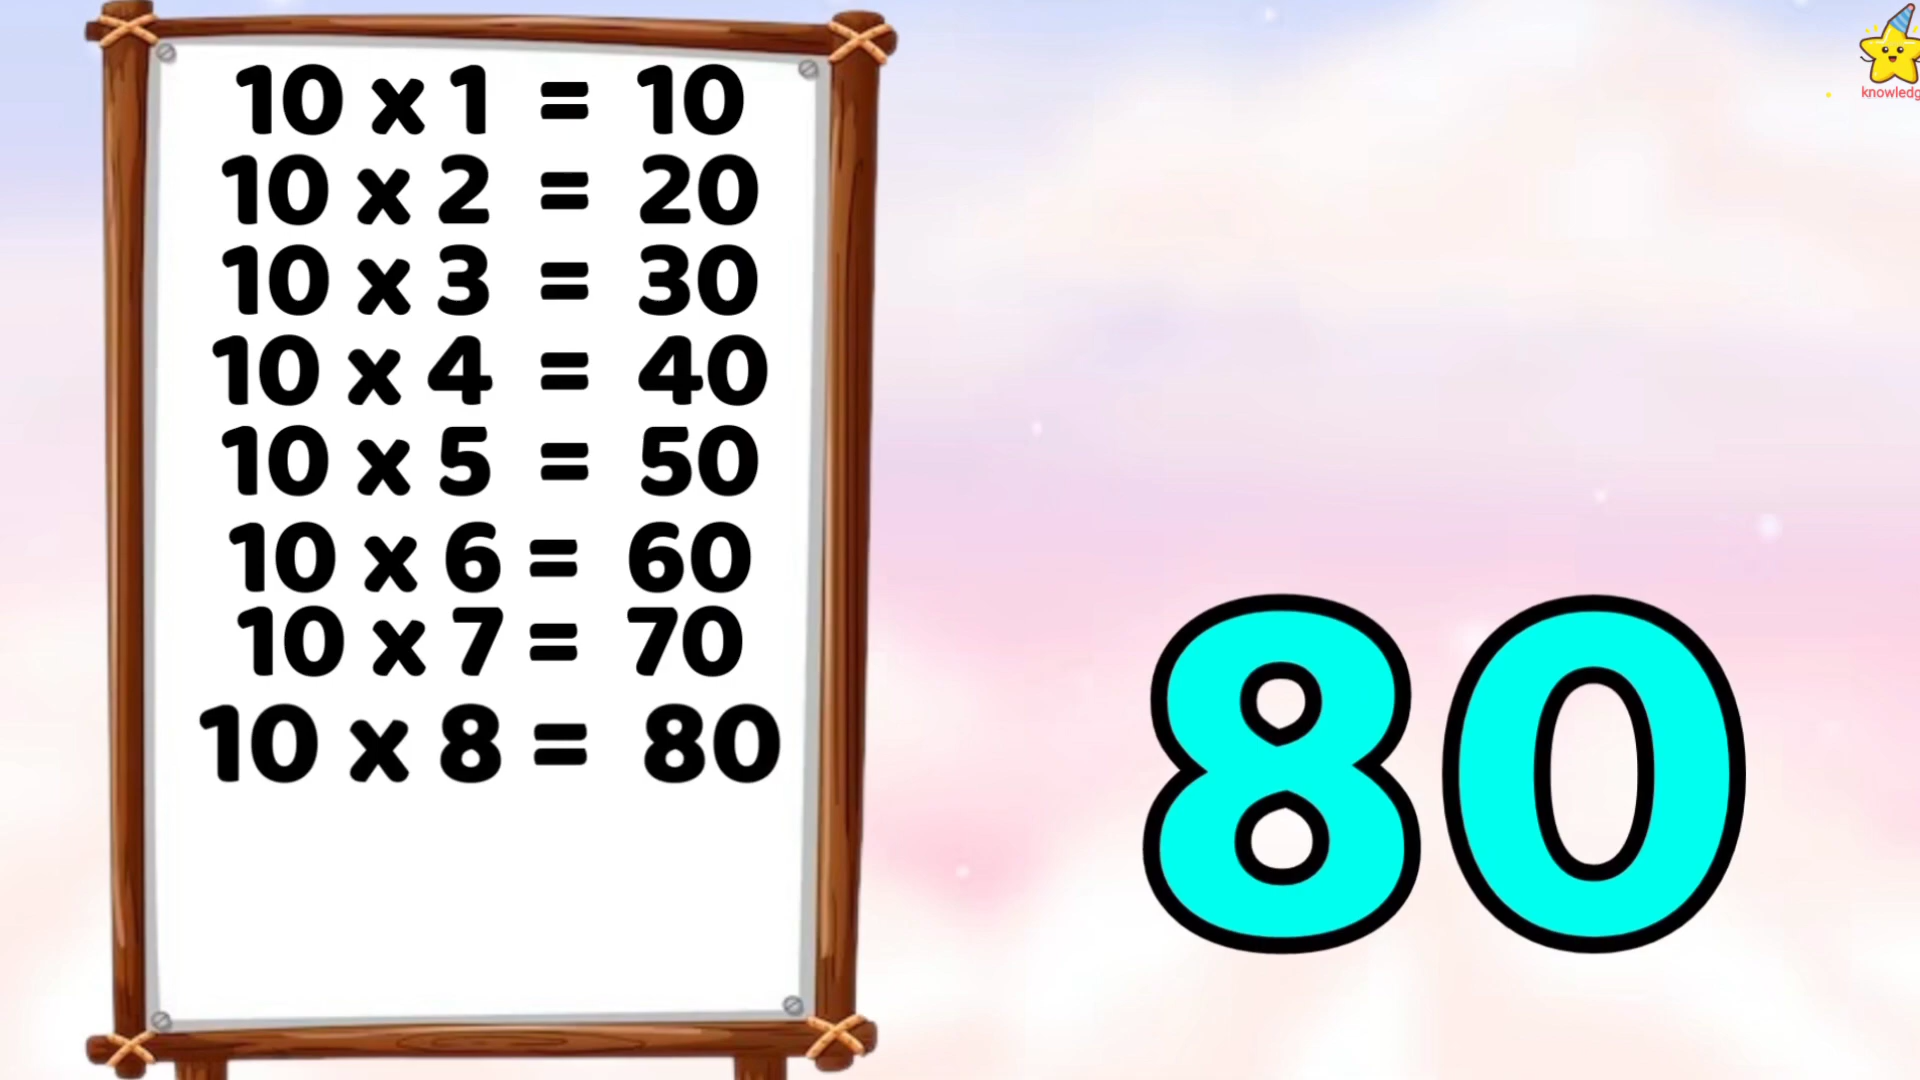 10 x 1 = 10
10 x 2 = 20
10 x 3 = 30
10 x 4 = 40
10 x 5 = 50
10 x 6 = 60
10 x 7 = 70
10 x 8 = 80
80